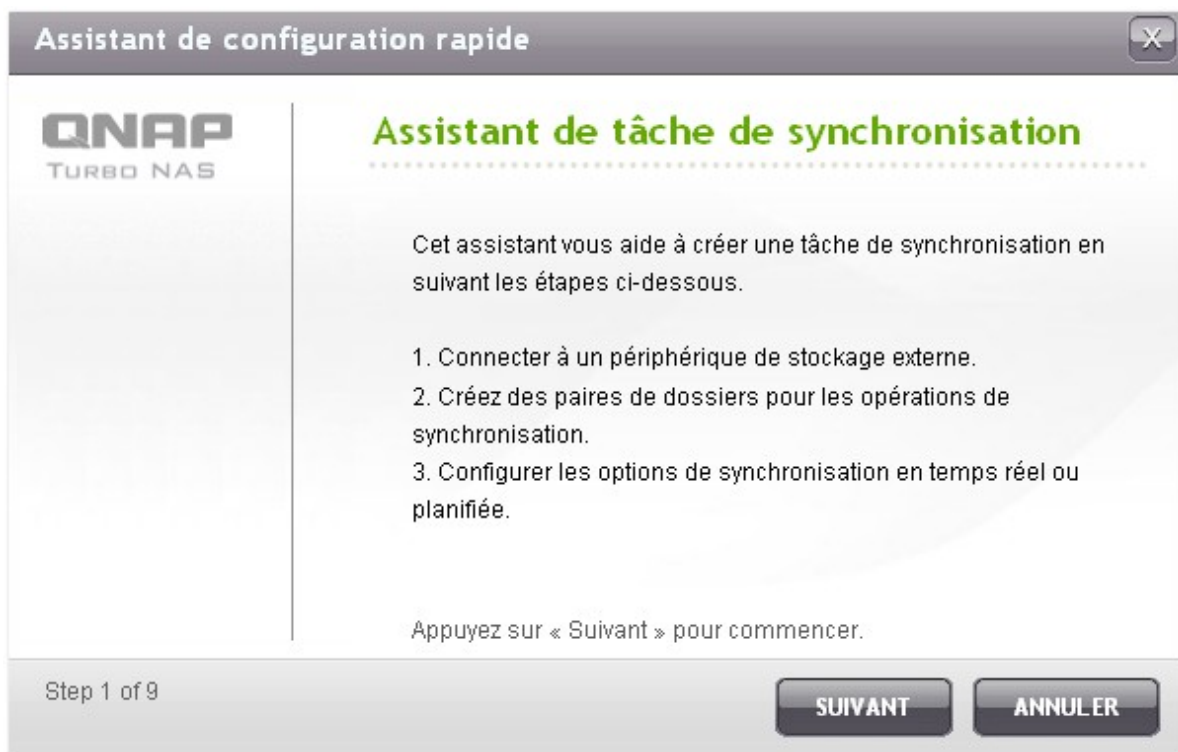 Assistant de configuration rapide
X
QNAP
TURBO NAS
Assistant de tâche de synchronisation
Cet assistant vous aide à créer une tâche de synchronisation en
suivant les étapes ci-dessous.
1. Connecter à un périphérique de stockage externe.
2. Créez des paires de dossiers pour les opérations de
synchronisation.
3. Configurer les options de synchronisation en temps réel ou
planifiée.
Appuyez sur « Suivant » pour commencer.
Step 1 of 9
SUIVANT
ANNULER